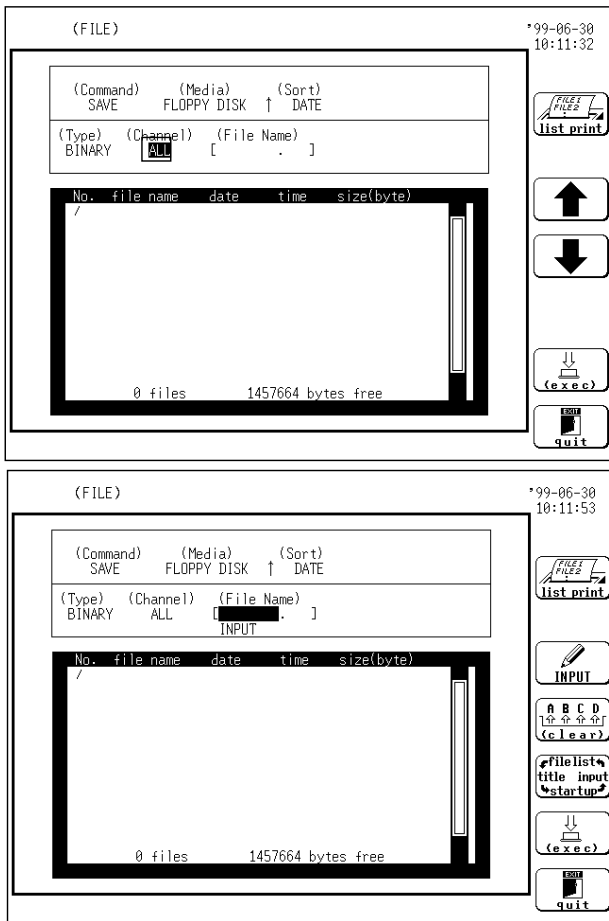 (FILE)
'99-06-30
10:11:32
(Command) (Media) (Sort)
SAVE FLOPPY DISK ↑ DATE
(Type) (Channel) (File Name)
BINARY ALL [ . ]
No. file name date time size(byte)
/
0 files 1457664 bytes free
FILE1
FILE2
list print
(exec)
EXIT
quit
(FILE)
'99-06-30
10:11:53
(Command) (Media) (Sort)
SAVE FLOPPY DISK ↑ DATE
(Type) (Channel) (File Name)
BINARY ALL [ . ]
INPUT
No. file name date time size(byte)
/
0 files 1457664 bytes free
FILE1
FILE2
list print
INPUT
A B C D
(clear)
file list
title input
startup
(exec)
EXIT
quit